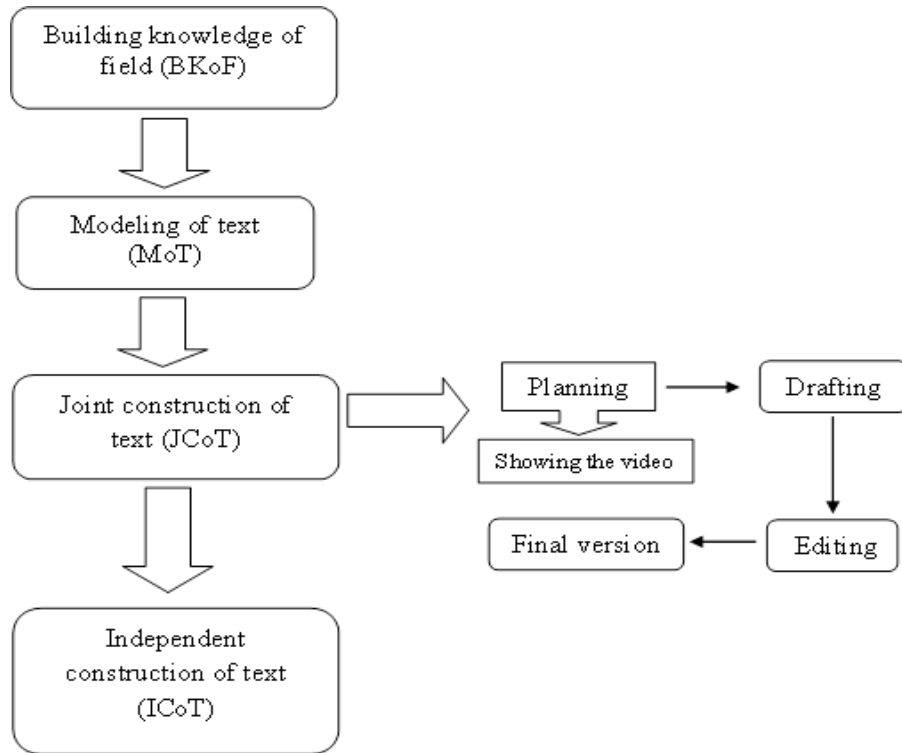 Building knowledge of
field (BKoF)
Modeling of text
(MoT)
Joint construction of
text (JCoT)
Planning
Drafting
Showing the video
Final version
Editing
Independent
construction of text
(ICoT)